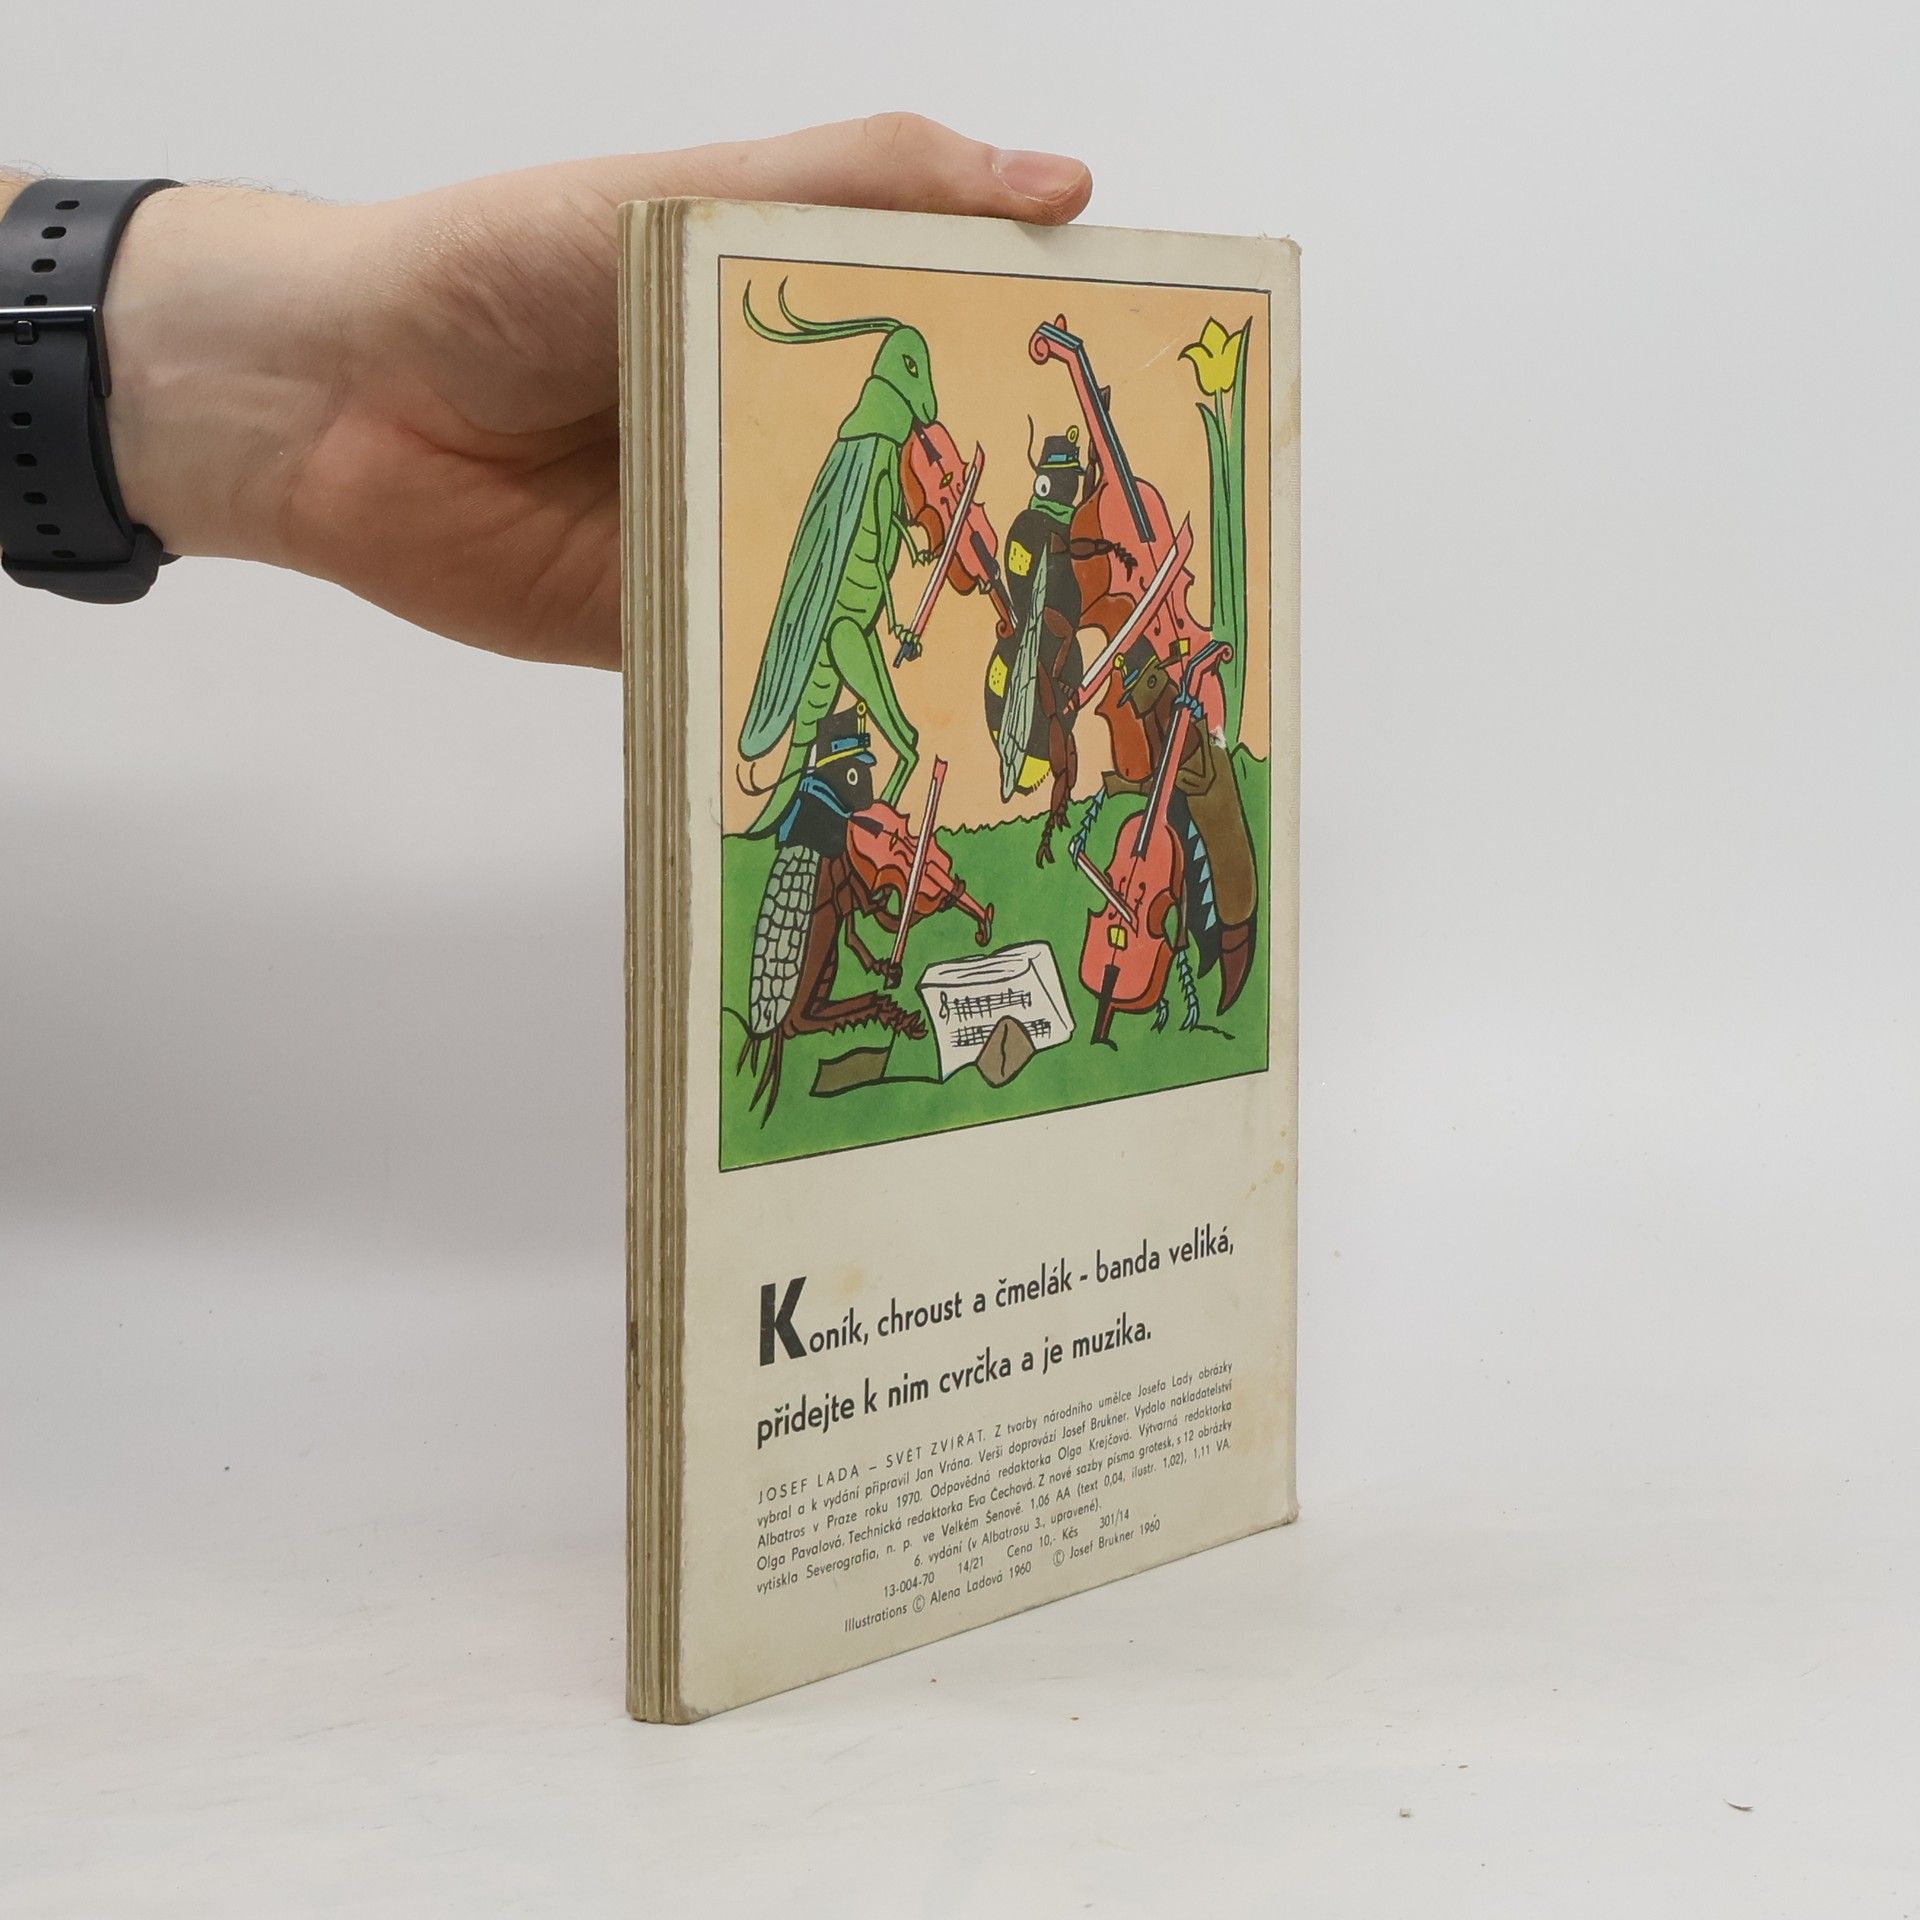 Koník, chroust a čmelák - banda veliká,
přidejte k nim cvrčka a je muzika.
JOSEF LADA – SVĚT ZVÍŘAT. Z tvorby národního umělce Josefa Lady obrázky
vybral a k vydání připravil Jan Vrána. Verši doprovází Josef Brukner. Vydalo nakladatelství
Albatros v Praze roku 1970. Odpovědná redaktorka Olga Krejčová. Výtvarná redaktorka
Olga Pavalová. Technická redaktorka Eva Čechová. Z nové sazby písma grotesk, s 12 obrázky
vytiskla Severografia, n. p. ve Velkém Šenově. 1,06 AA (text 0,04, ilustr. 1,02), 1,11 VA.
6. vydání (v Albatrosu 3., upravené).
13-004-70 14/21 Cena 10,- Kčs 301/14
Illustrations © Alena Ladová 1960 © Josef Brukner 1960